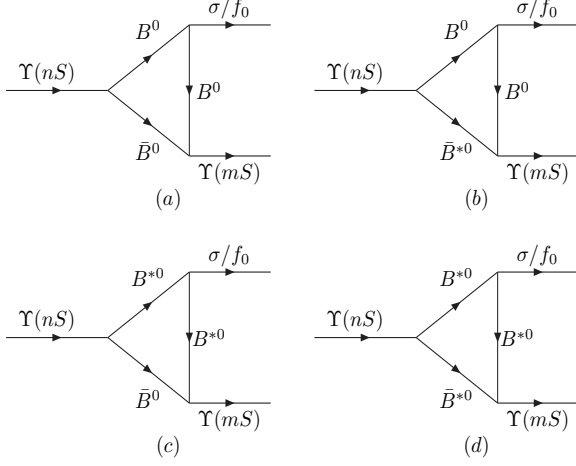 σ/f₀
B⁰
Υ(nS)
B⁰
B̄⁰
Υ(mS)
(a)
σ/f₀
B⁰
Υ(nS)
B⁰
B̄*⁰
Υ(mS)
(b)
σ/f₀
B*⁰
Υ(nS)
B*⁰
B̄⁰
Υ(mS)
(c)
σ/f₀
B*⁰
Υ(nS)
B*⁰
B̄*⁰
Υ(mS)
(d)